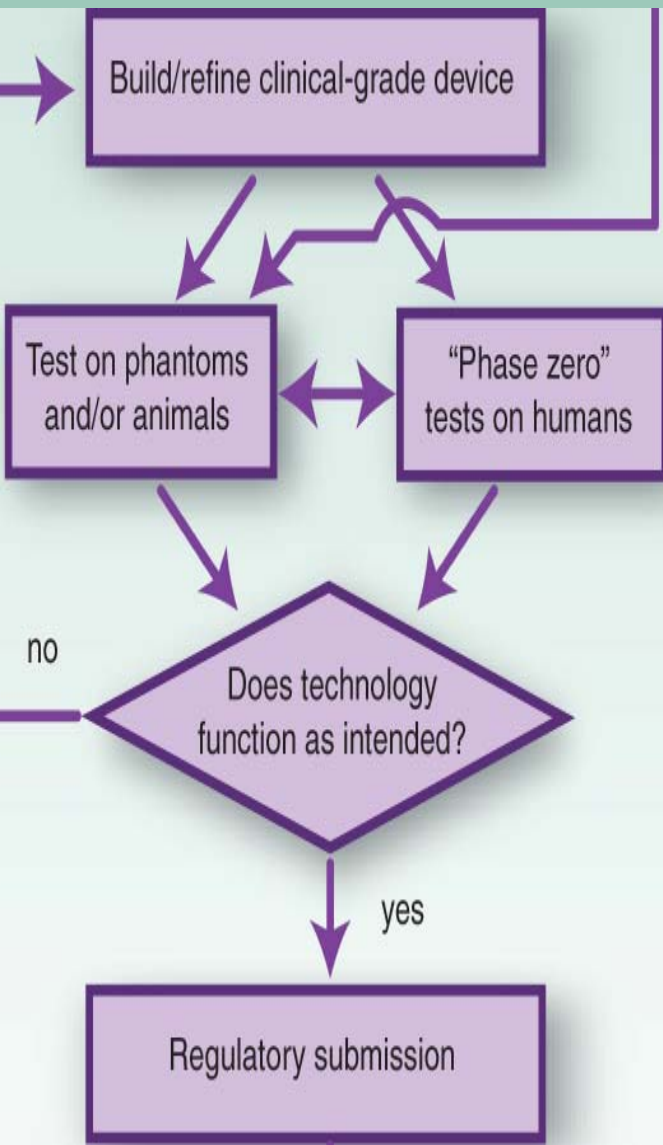 Build/refine clinical-grade device
Test on phantoms
and/or animals
“Phase zero”
tests on humans
no
Does technology
function as intended?
yes
Regulatory submission